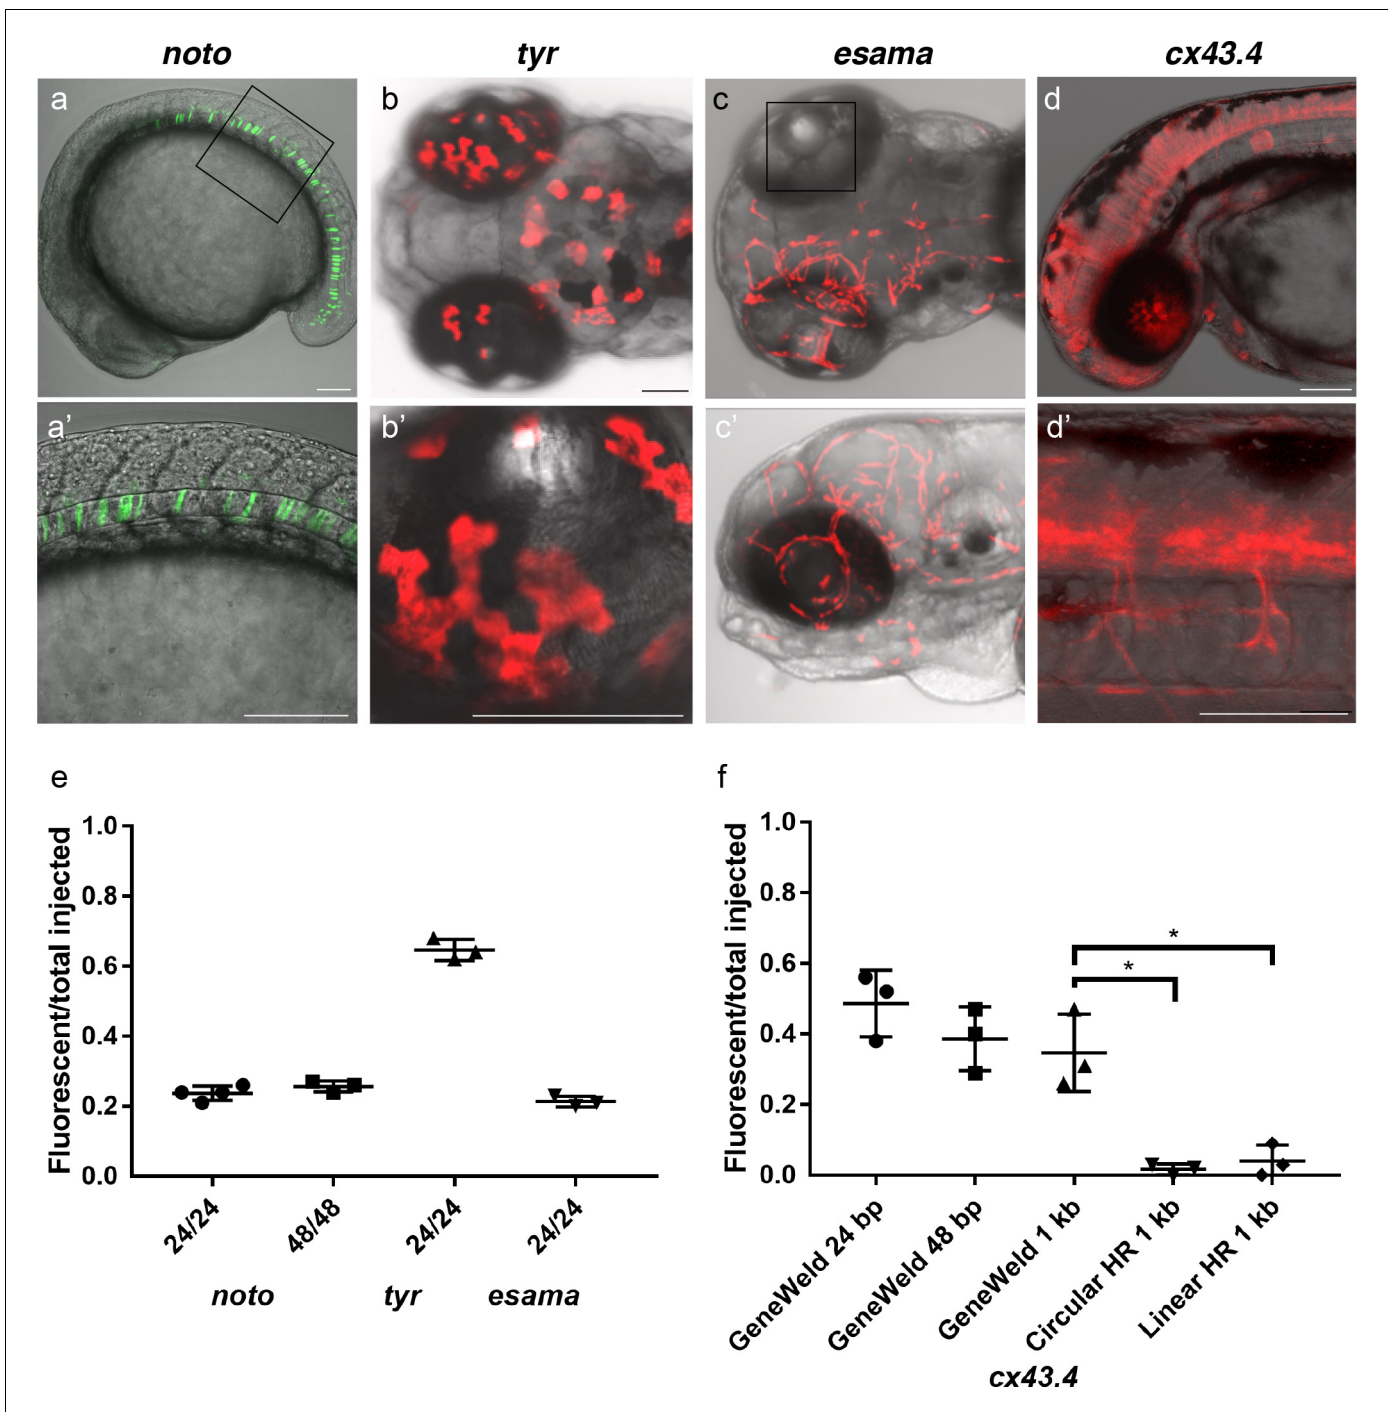 noto tyr esama cx43.4
a b c d
a’ b’ c’ d’
e f
Fluorescent/total injected
1.0
0.8
0.6
0.4
0.2
0.0
24/24 48/48 24/24 24/24
noto tyr esama
Fluorescent/total injected
1.0
0.8
0.6
0.4
0.2
0.0
*
*
GeneWeld 24 bp
GeneWeld 48 bp
GeneWeld 1 kb
Circular HR 1 kb
Linear HR 1 kb
cx43.4